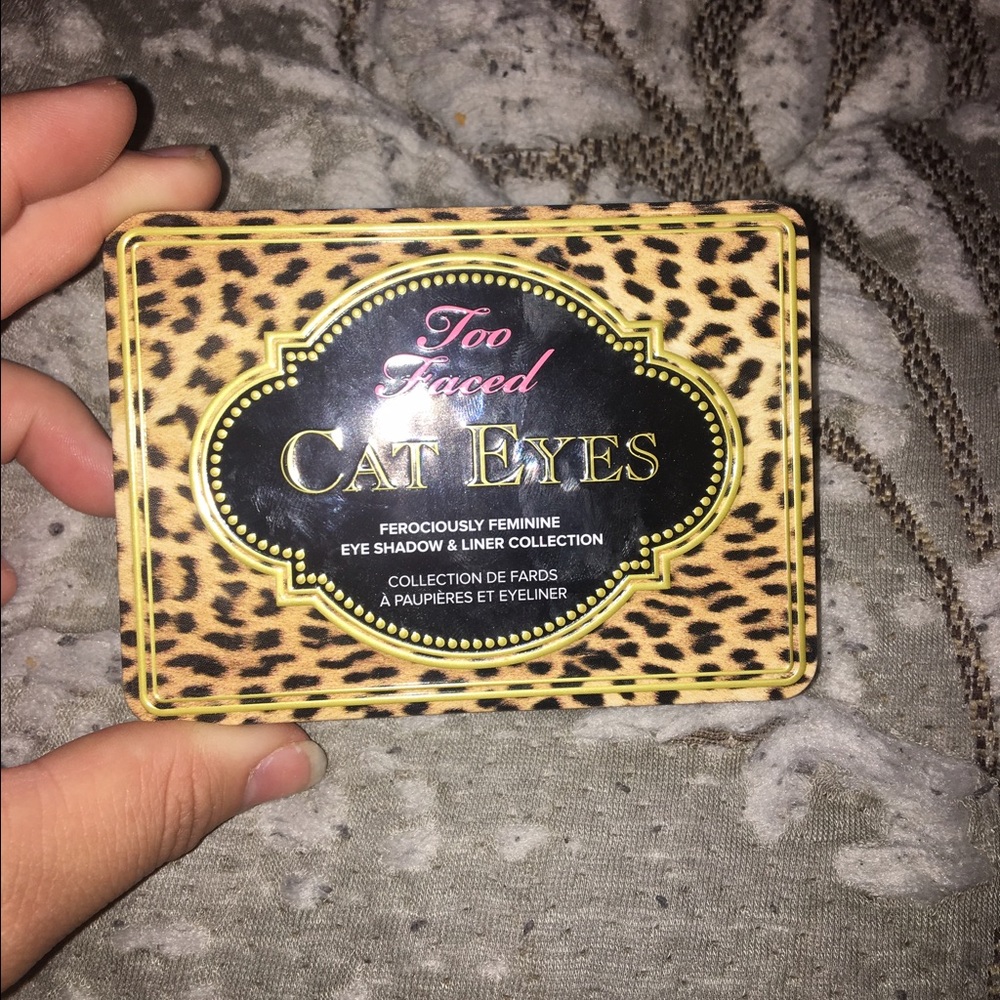 Too
Faced
CAT EYES
FEROCIOUSLY FEMININE
EYE SHADOW & LINER COLLECTION
COLLECTION DE FARDS
À PAUPIÈRES ET EYELINER